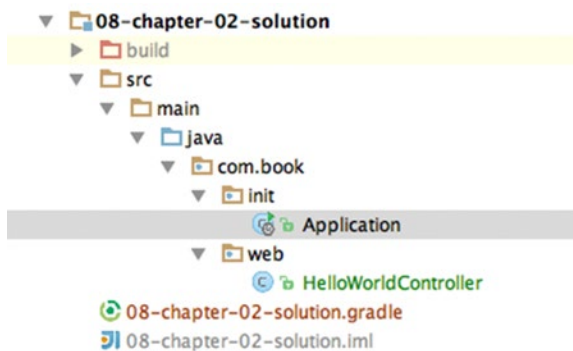 08-chapter-02-solution
build
src
main
java
com.book
init
Application
web
HelloWorldController
08-chapter-02-solution.gradle
08-chapter-02-solution.iml